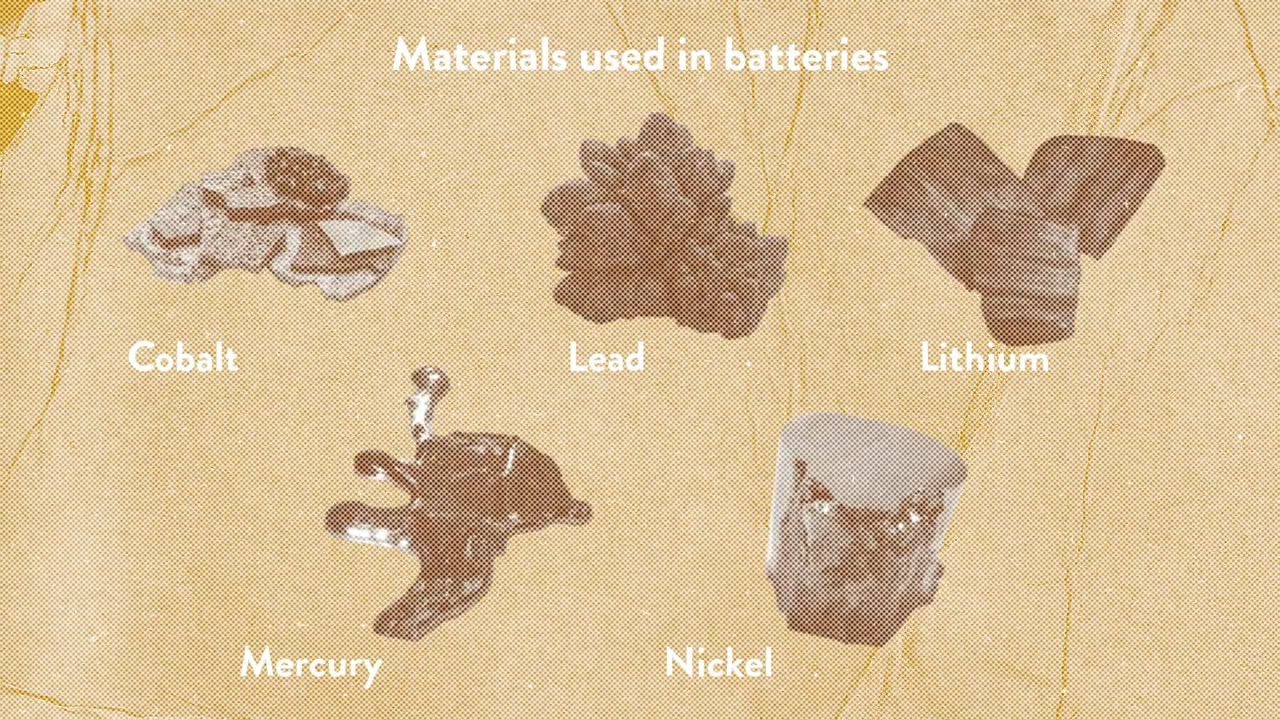 Materials used in batteries
Cobalt
Lead
Lithium
Mercury
Nickel